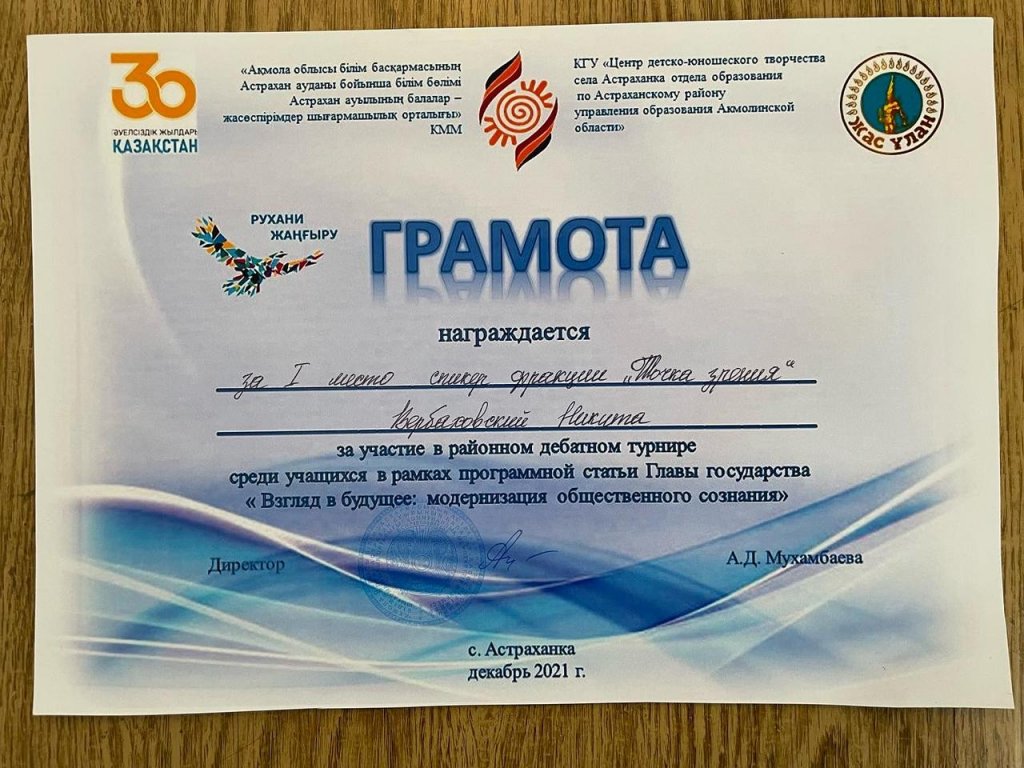 ТӘУЕЛСІЗДІК ЖЫЛДАРЫ
ҚАЗАҚСТАН
«Ақмола облысы білім басқармасының
Астрахан ауданы бойынша білім бөлімі
Астрахан ауылының балалар –
жасөспірімдер шығармашылық орталығы»
КММ
КГУ «Центр детско-юношеского творчества
села Астраханка отдела образования
по Астраханскому району
управления образования Акмолинской
области»
ЖАС ҰЛАН
РУХАНИ
ЖАҢҒЫРУ
ГРАМОТА
награждается
за I место спикер фракции „Точка зрения“
Вербаховский Никита
за участие в районном дебатном турнире
среди учащихся в рамках программной статьи Главы государства
« Взгляд в будущее: модернизация общественного сознания»
Директор
А.Д. Мухамбаева
с. Астраханка
декабрь 2021 г.